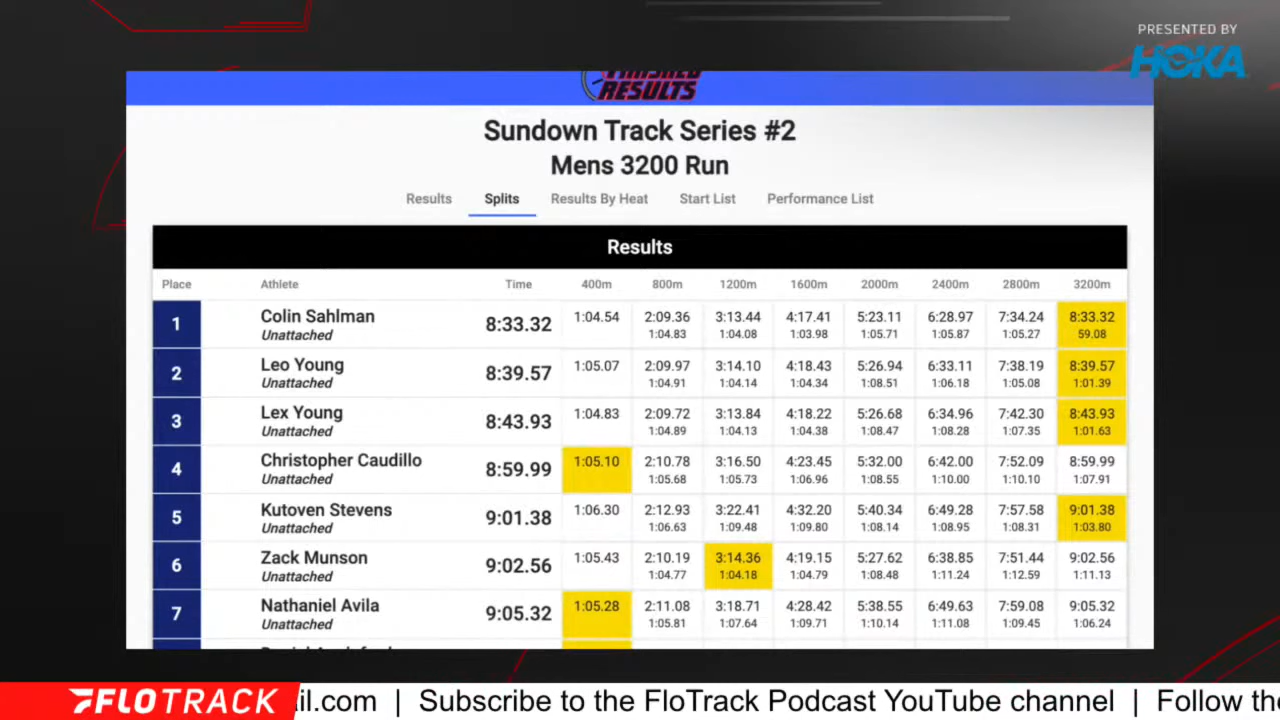 PRESENTED BY
HOKA
FINISHED
RESULTS
Sundown Track Series #2
Mens 3200 Run
Results Splits Results By Heat Start List Performance List
Results
Place Athlete Time 400m 800m 1200m 1600m 2000m 2400m 2800m 3200m
1 Colin Sahlman 8:33.32 1:04.54 2:09.36 3:13.44 4:17.41 5:23.11 6:28.97 7:34.24 8:33.32
Unattached 1:04.83 1:04.08 1:03.98 1:05.71 1:05.87 1:05.27 59.08
2 Leo Young 8:39.57 1:05.07 2:09.97 3:14.10 4:18.43 5:26.94 6:33.11 7:38.19 8:39.57
Unattached 1:04.91 1:04.14 1:04.34 1:08.51 1:06.18 1:05.08 1:01.39
3 Lex Young 8:43.93 1:04.83 2:09.72 3:13.84 4:18.22 5:26.68 6:34.96 7:42.30 8:43.93
Unattached 1:04.89 1:04.13 1:04.38 1:08.47 1:08.28 1:07.35 1:01.63
4 Christopher Caudillo 8:59.99 1:05.10 2:10.78 3:16.50 4:23.45 5:32.00 6:42.00 7:52.09 8:59.99
Unattached 1:05.68 1:05.73 1:06.96 1:08.55 1:10.00 1:10.10 1:07.91
5 Kutoven Stevens 9:01.38 1:06.30 2:12.93 3:22.41 4:32.20 5:40.34 6:49.28 7:57.58 9:01.38
Unattached 1:06.63 1:09.48 1:09.80 1:08.14 1:08.95 1:08.31 1:03.80
6 Zack Munson 9:02.56 1:05.43 2:10.19 3:14.36 4:19.15 5:27.62 6:38.85 7:51.44 9:02.56
Unattached 1:04.77 1:04.18 1:04.79 1:08.48 1:11.24 1:12.59 1:11.13
7 Nathaniel Avila 9:05.32 1:05.28 2:11.08 3:18.71 4:28.42 5:38.55 6:49.63 7:59.08 9:05.32
Unattached 1:05.81 1:07.64 1:09.71 1:10.14 1:11.08 1:09.45 1:06.24
FLOTRACK il.com | Subscribe to the FloTrack Podcast YouTube channel | Follow the